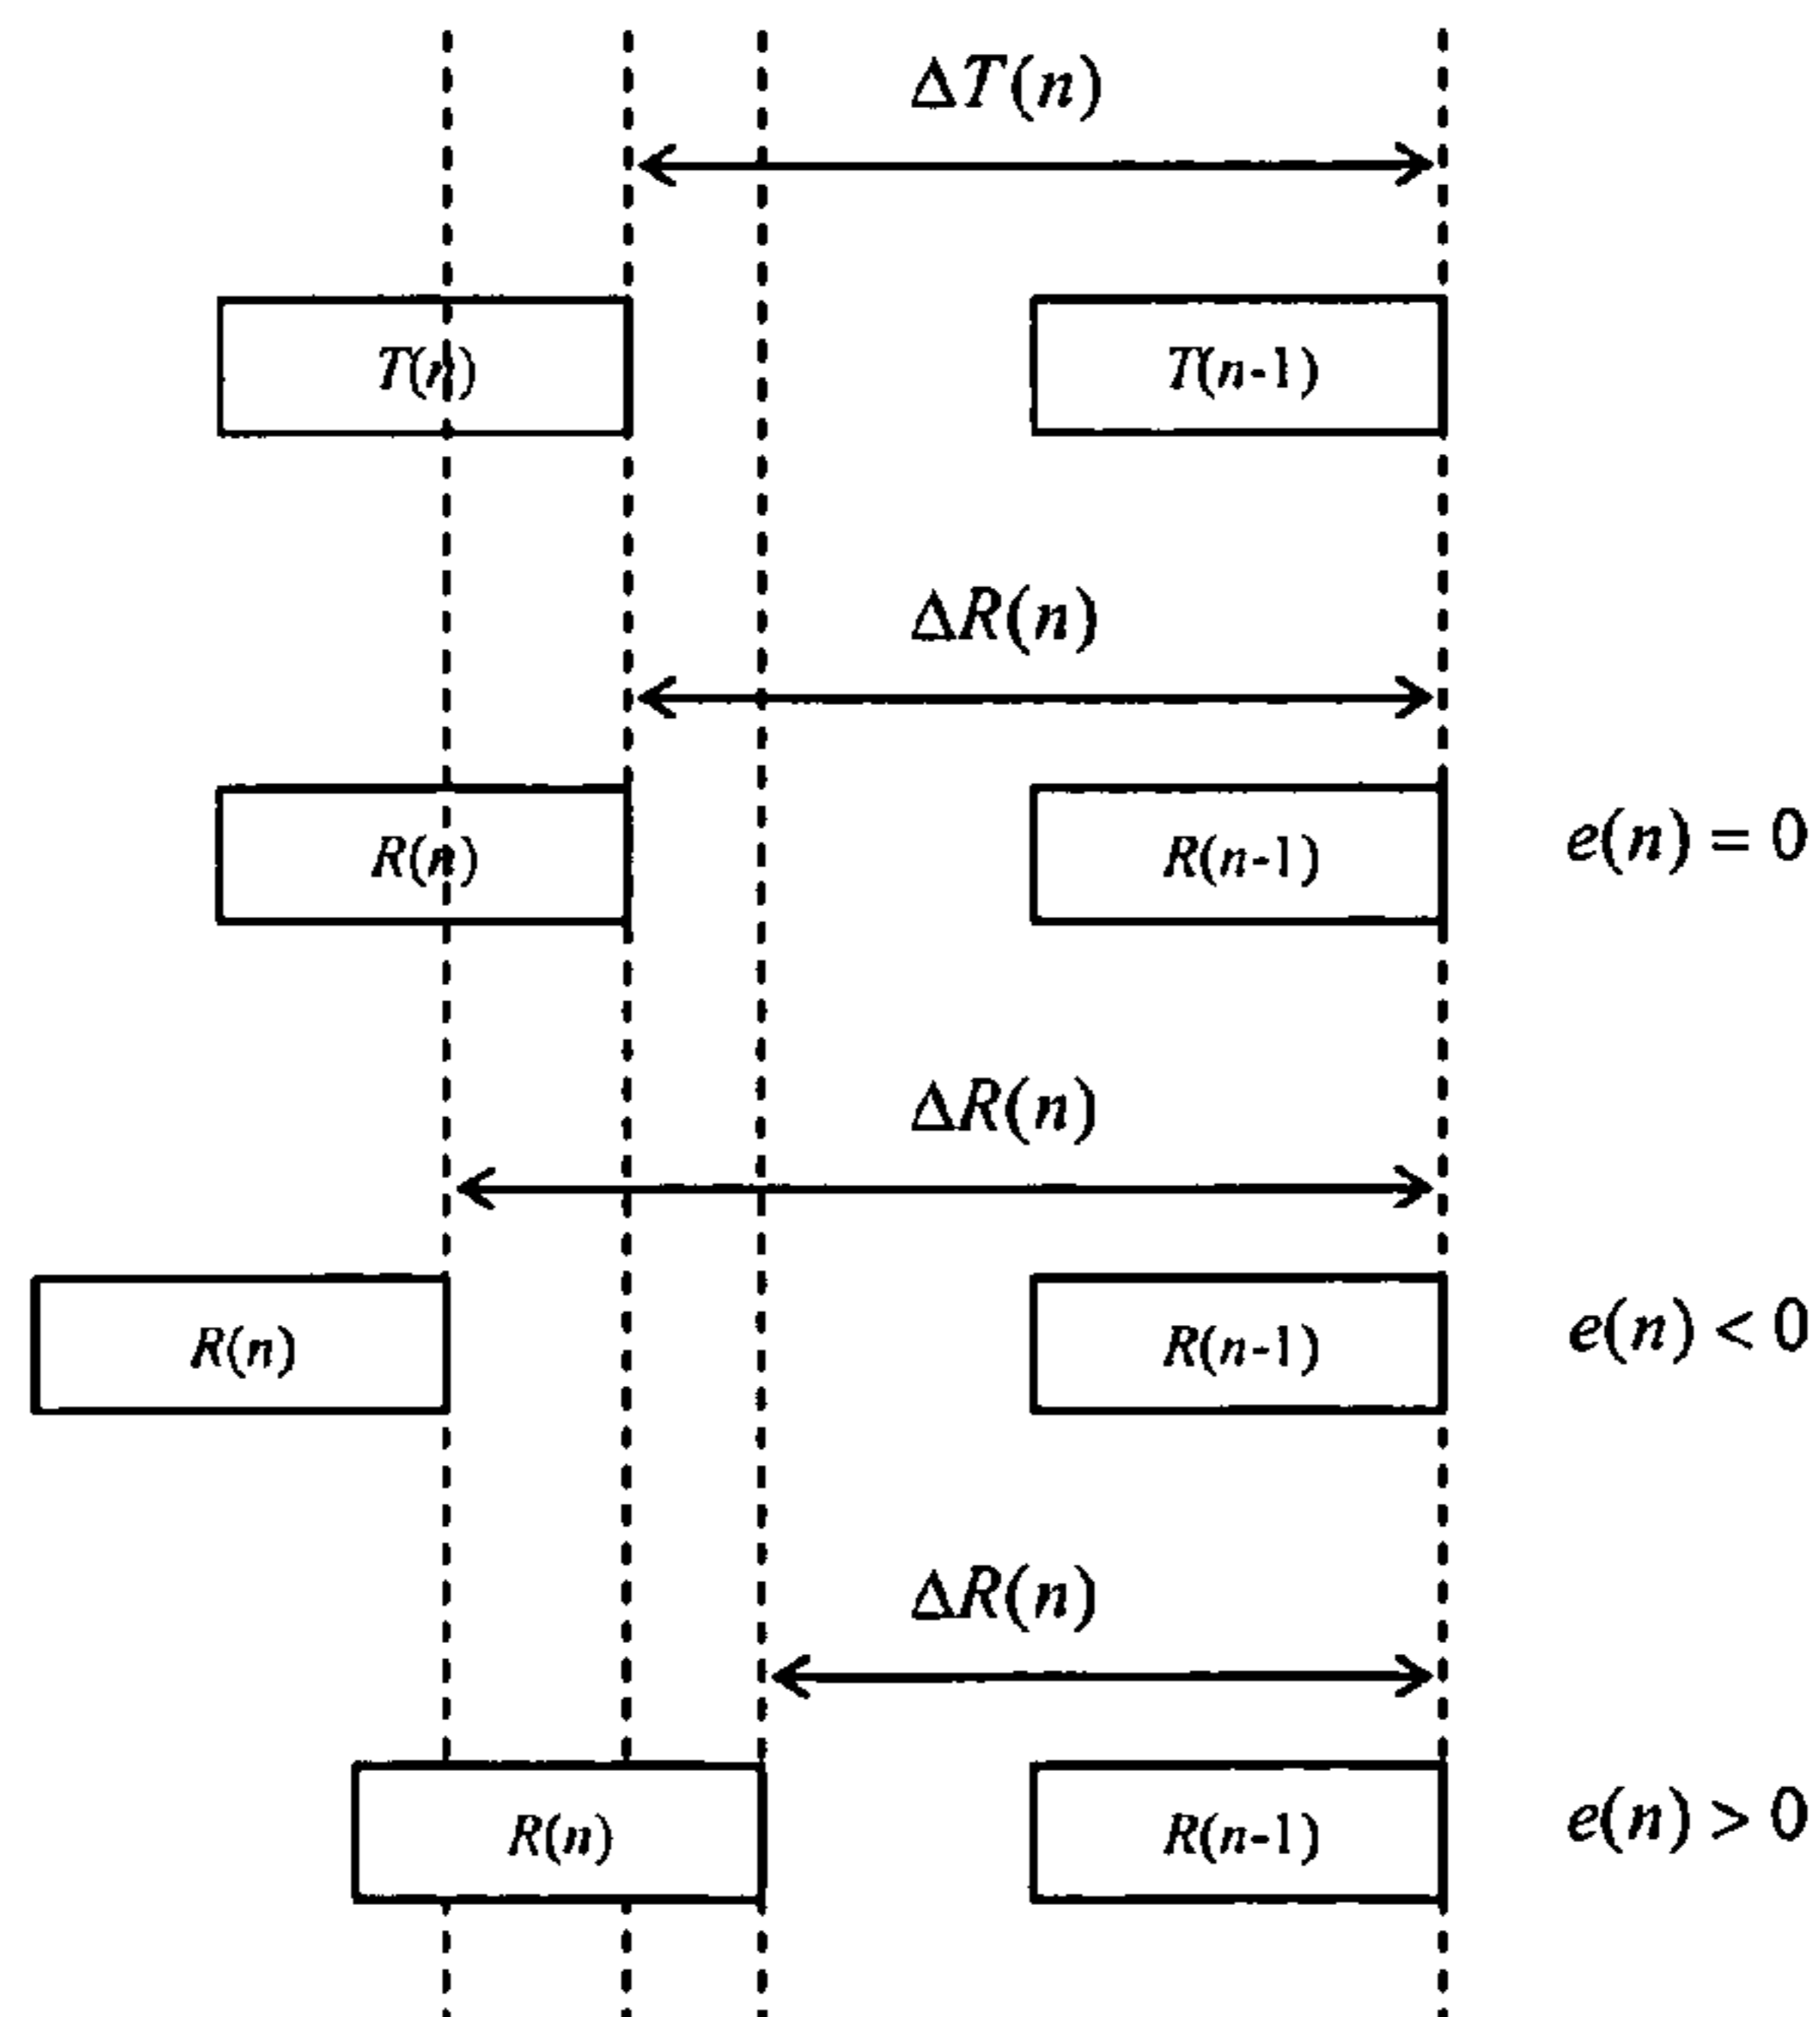 ΔT(n)
T(n) T(n-1)
ΔR(n)
R(n) R(n-1) e(n) = 0
ΔR(n)
R(n) R(n-1) e(n) < 0
ΔR(n)
R(n) R(n-1) e(n) > 0